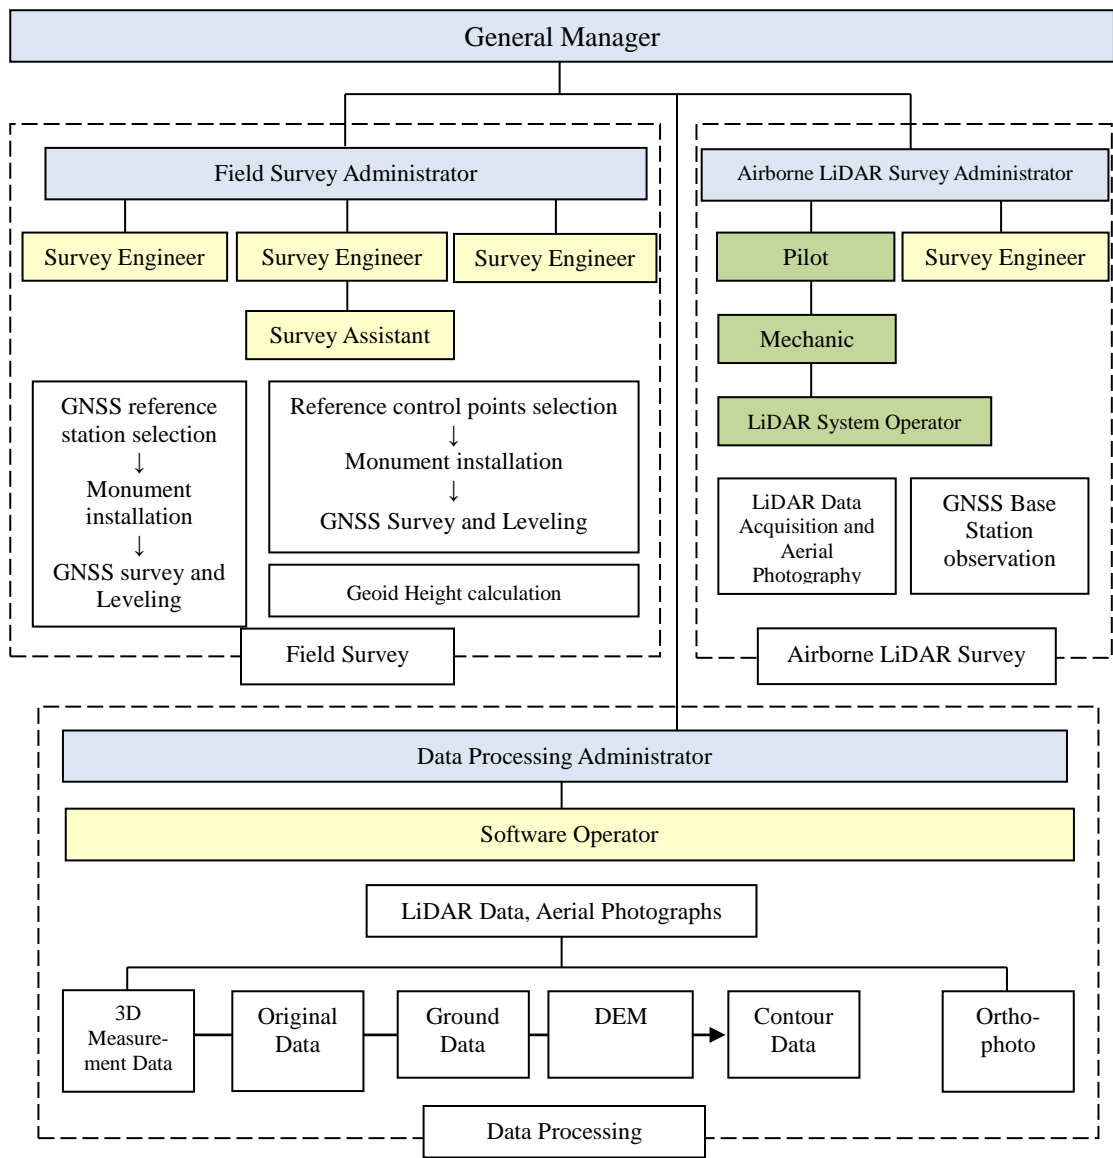 General Manager
Field Survey Administrator
Survey Engineer
Survey Engineer
Survey Engineer
Survey Assistant
GNSS reference
station selection
↓
Monument
installation
↓
GNSS survey and
Leveling
Reference control points selection
↓
Monument installation
↓
GNSS Survey and Leveling
Geoid Height calculation
Field Survey
Airborne LiDAR Survey Administrator
Pilot
Survey Engineer
Mechanic
LiDAR System Operator
LiDAR Data
Acquisition and
Aerial
Photography
GNSS Base
Station
observation
Airborne LiDAR Survey
Data Processing Administrator
Software Operator
LiDAR Data, Aerial Photographs
3D
Measure-
ment Data
Original
Data
Ground
Data
DEM
Contour
Data
Ortho-
photo
Data Processing